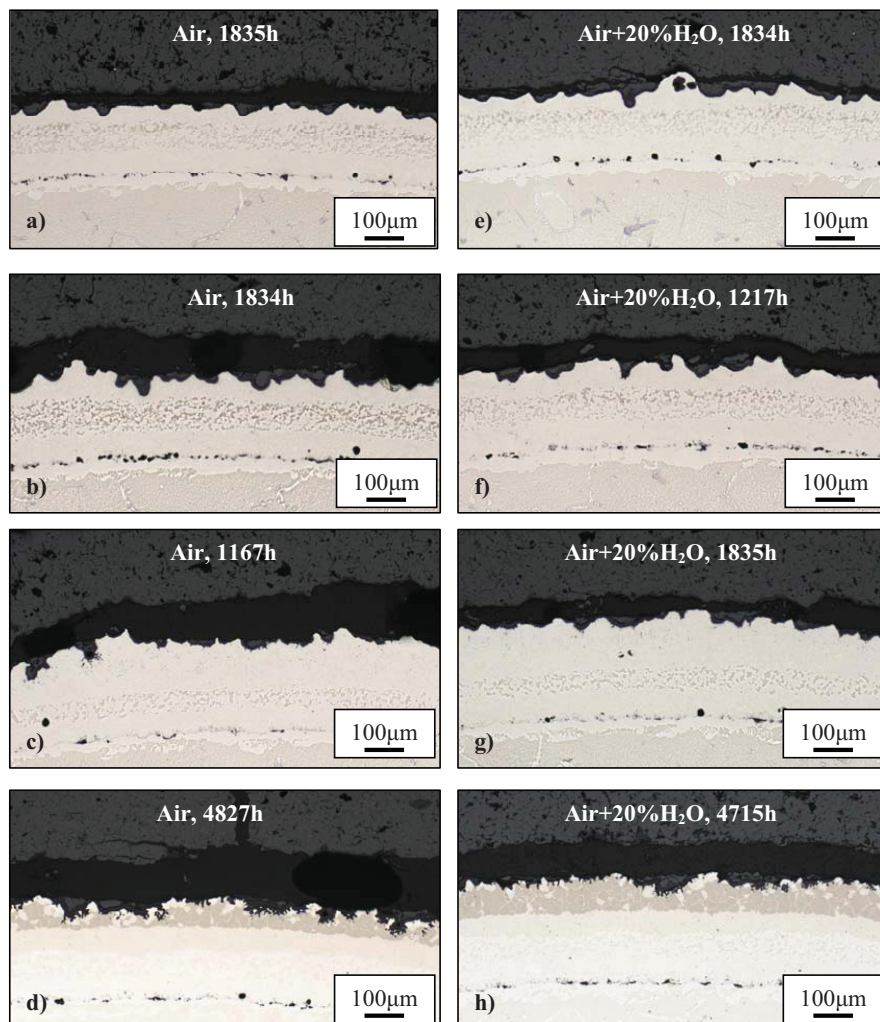 Air, 1835h
a)
100μm
Air+20%H₂O, 1834h
e)
100μm
Air, 1834h
b)
100μm
Air+20%H₂O, 1217h
f)
100μm
Air, 1167h
c)
100μm
Air+20%H₂O, 1835h
g)
100μm
Air, 4827h
d)
100μm
Air+20%H₂O, 4715h
h)
100μm